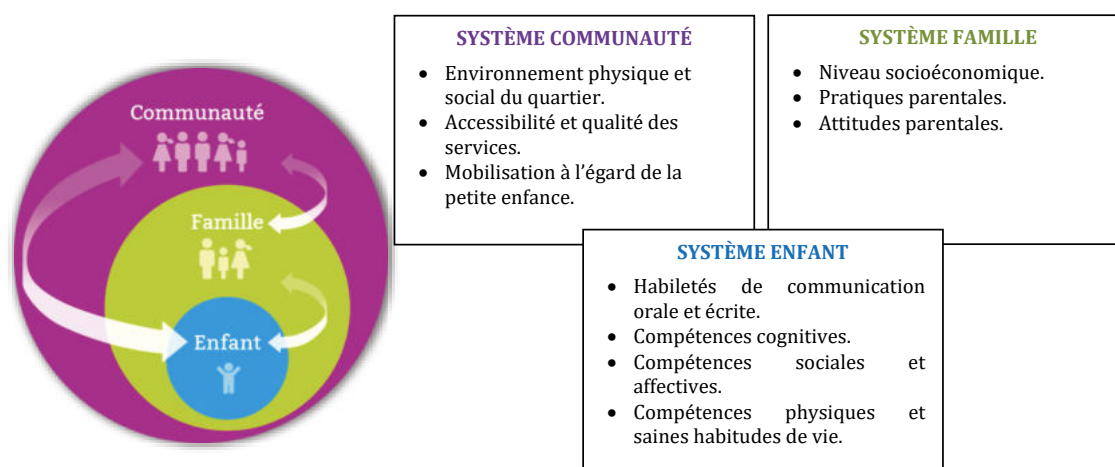 Communauté
Famille
Enfant
SYSTÈME COMMUNAUTÉ
• Environnement physique et
social du quartier.
• Accessibilité et qualité des
services.
• Mobilisation à l’égard de la
petite enfance.
SYSTÈME FAMILLE
• Niveau socioéconomique.
• Pratiques parentales.
• Attitudes parentales.
SYSTÈME ENFANT
• Habiletés de communication
orale et écrite.
• Compétences cognitives.
• Compétences sociales et
affectives.
• Compétences physiques et
saines habitudes de vie.